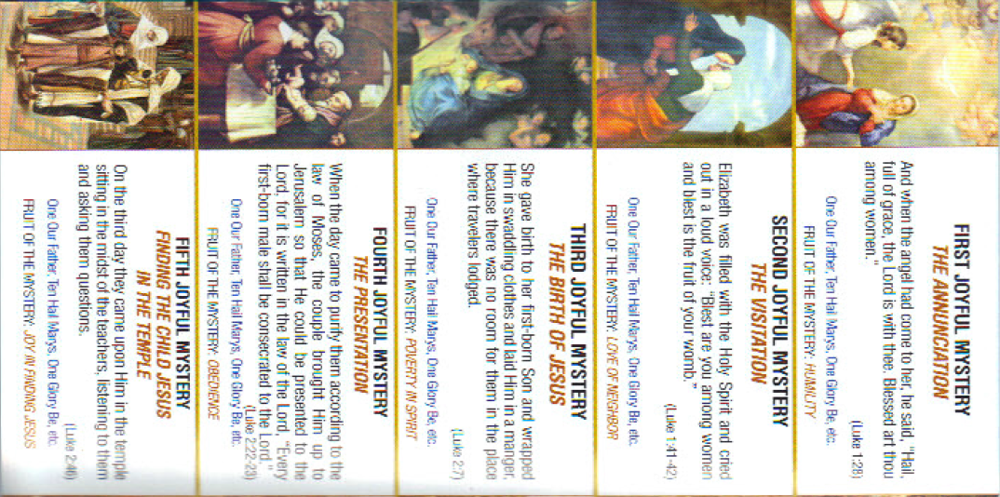 FIRST JOYFUL MYSTERY
THE ANNUNCIATION
And when the angel had come to her, he said, "Hail,
full of grace, the Lord is with thee. Blessed art thou
among women."
(Luke 1:28)
One Our Father, Ten Hail Marys, One Glory Be, etc.
FRUIT OF THE MYSTERY: HUMILITY
SECOND JOYFUL MYSTERY
THE VISITATION
Elizabeth was filled with the Holy Spirit and cried
out in a loud voice: "Blest are you among women
and blest is the fruit of your womb."
(Luke 1:41-42)
One Our Father, Ten Hail Marys, One Glory Be, etc.
FRUIT OF THE MYSTERY: LOVE OF NEIGHBOR
THIRD JOYFUL MYSTERY
THE BIRTH OF JESUS
She gave birth to her first-born Son and wrapped
Him in swaddling clothes and laid Him in a manger,
because there was no room for them in the place
where travelers lodged.
(Luke 2:7)
One Our Father, Ten Hail Marys, One Glory Be, etc.
FRUIT OF THE MYSTERY: POVERTY IN SPIRIT
FOURTH JOYFUL MYSTERY
THE PRESENTATION
When the day came to purify them according to the
law of Moses, the couple brought Him up to
Jerusalem so that He could be presented to the
Lord, for it is written in the law of the Lord, "Every
first-born male shall be consecrated to the Lord."
(Luke 2:22-23)
One Our Father, Ten Hail Marys, One Glory Be, etc.
FRUIT OF THE MYSTERY: OBEDIENCE
FIFTH JOYFUL MYSTERY
FINDING THE CHILD JESUS
IN THE TEMPLE
On the third day they came upon Him in the temple
sitting in the midst of the teachers, listening to them
and asking them questions.
(Luke 2:46)
One Our Father, Ten Hail Marys, One Glory Be, etc.
FRUIT OF THE MYSTERY: JOY IN FINDING JESUS